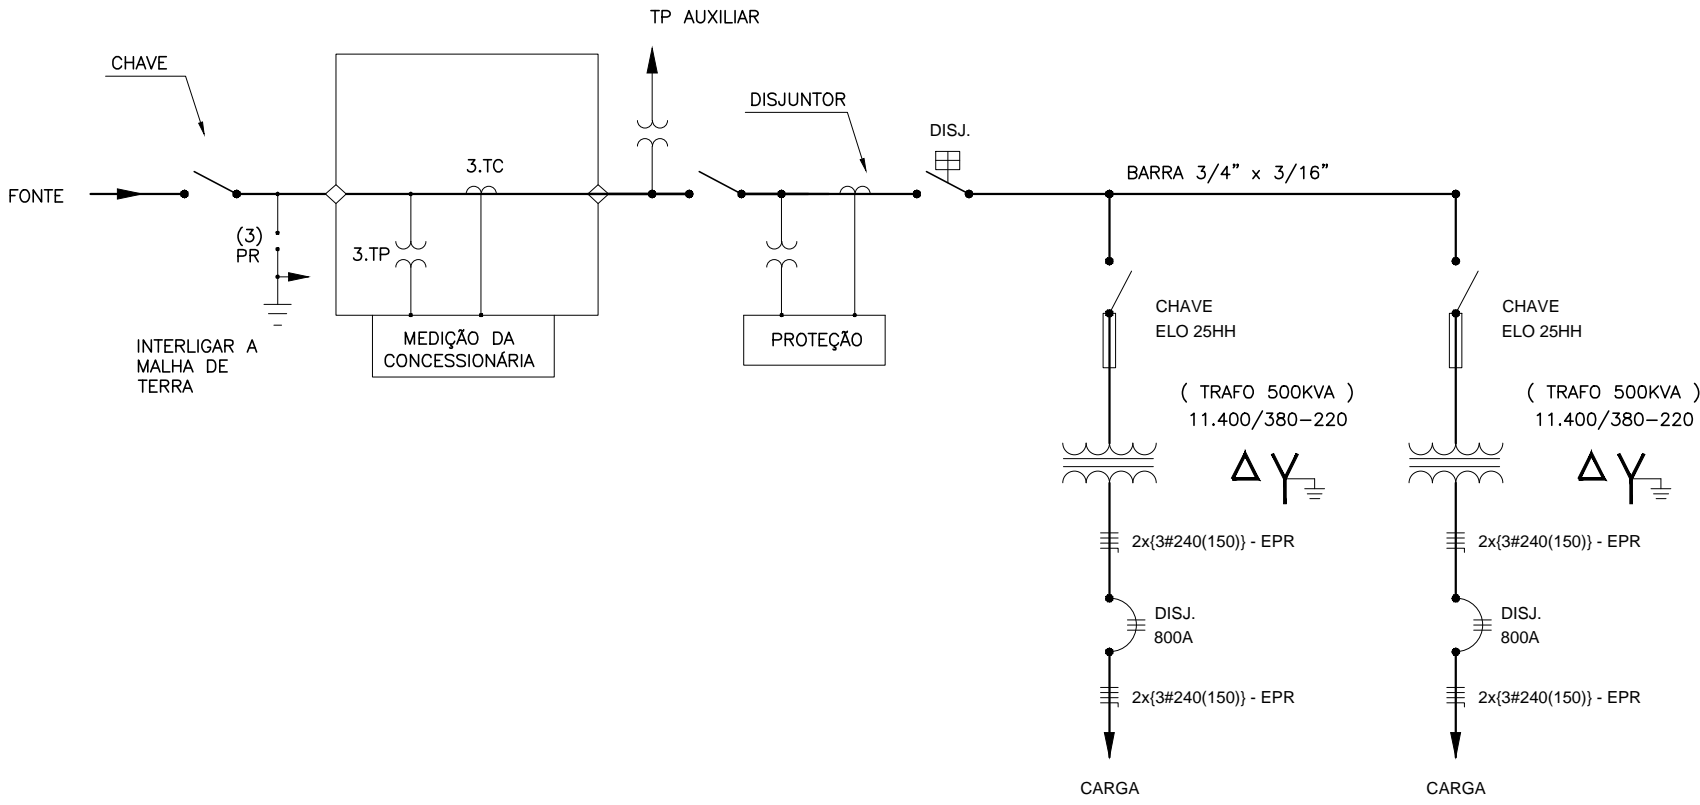 TP AUXILIAR
CHAVE
DISJUNTOR
DISJ.
3.TC
BARRA 3/4” x 3/16”
FONTE
(3)
PR
3.TP
INTERLIGAR A
MALHA DE
TERRA
MEDIÇÃO DA
CONCESSIONÁRIA
PROTEÇÃO
CHAVE
ELO 25HH
CHAVE
ELO 25HH
( TRAFO 500KVA )
11.400/380-220
( TRAFO 500KVA )
11.400/380-220
2x{3#240(150)} - EPR
2x{3#240(150)} - EPR
DISJ.
800A
DISJ.
800A
2x{3#240(150)} - EPR
2x{3#240(150)} - EPR
CARGA
CARGA